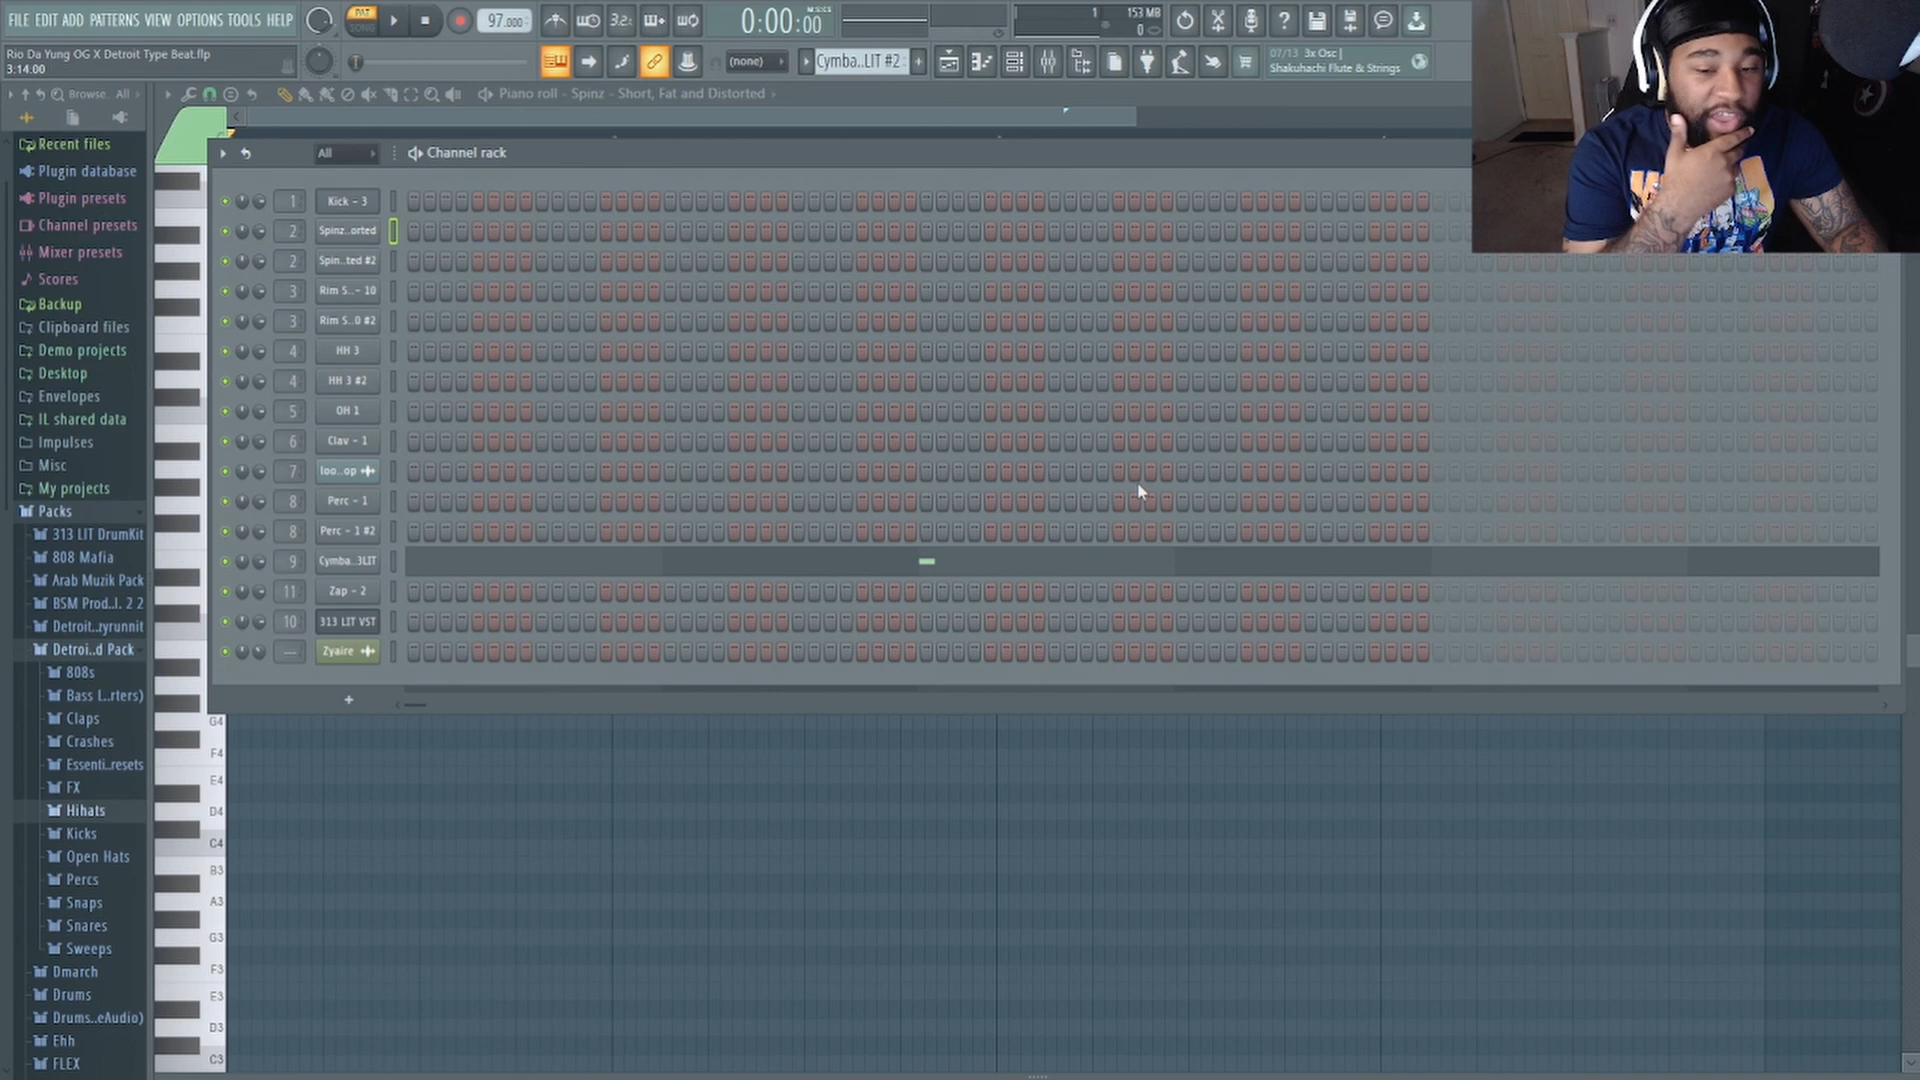 FILE EDIT ADD PATTERNS VIEW OPTIONS TOOLS HELP
PAT
SONG
97.000
3.2:
0:00:00
M:S:CS
1
153 MB
0
Rio Da Yung OG X Detroit Type Beat.flp
3:14.00
(none)
Cymba..LIT #2
07/13 3x Osc |
Shakuhachi Flute & Strings
Browse.. All
Piano roll - Spinz - Short, Fat and Distorted
All
Channel rack
Recent files
Plugin database
Plugin presets
Channel presets
Mixer presets
Scores
Backup
Clipboard files
Demo projects
Desktop
Envelopes
IL shared data
Impulses
Misc
My projects
Packs
313 LIT DrumKit
808 Mafia
Arab Muzik Pack
BSM Prod..l. 2 2
Detroit..zyrunnit
Detroi..d Pack
808s
Bass l..rters)
Claps
Crashes
Essenti..resets
FX
Hihats
Kicks
Open Hats
Percs
Snaps
Snares
Sweeps
Dmarch
Drums
Drums..eAudio)
Ehh
FLEX
1 Kick - 3
2 Spinz..orted
2 Spin..ted #2
3 Rim S..- 10
3 Rim S..0 #2
4 HH 3
4 HH 3 #2
5 OH 1
6 Clav - 1
7 loo..op
8 Perc - 1
8 Perc - 1 #2
9 Cymba..3LIT
11 Zap - 2
10 313 LIT VST
--- Zyaire
+
G4
F4
E4
D4
C4
B3
A3
G3
F3
E3
D3
C3